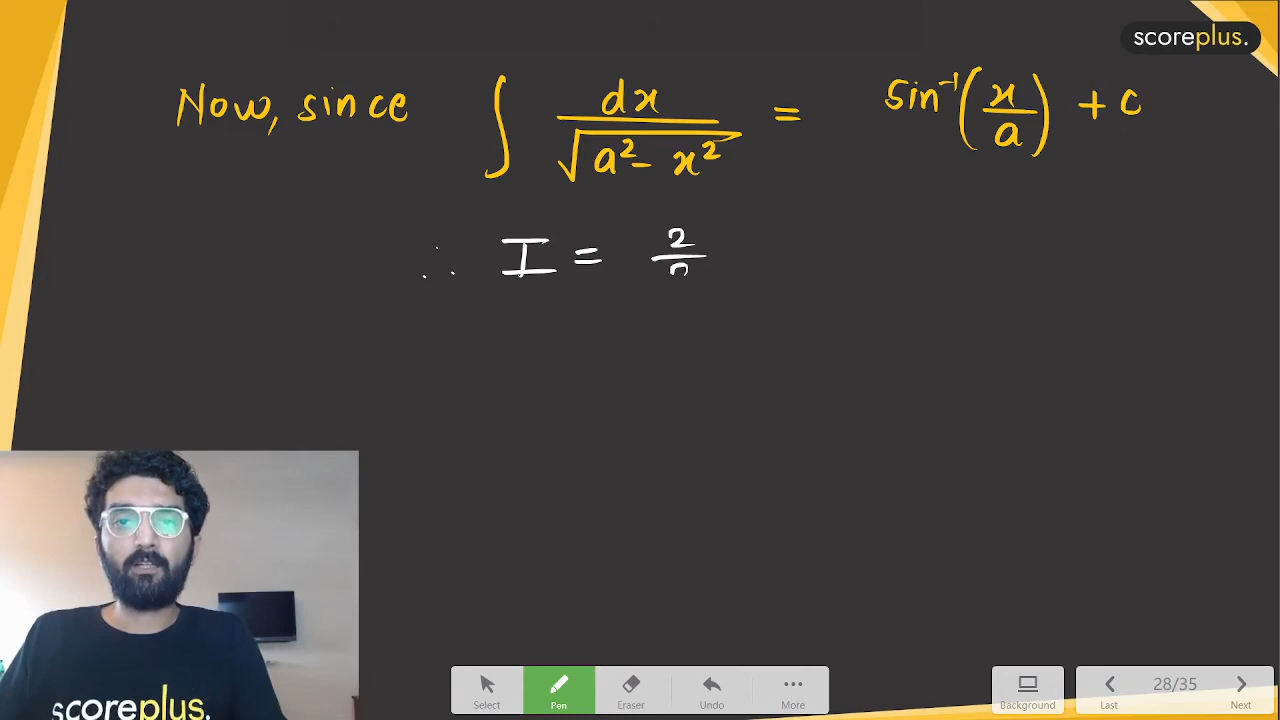 scoreplus.
Now, since ∫ dx / √(a² - x²) = sin⁻¹(x/a) + c
∴ I = 2/
scoreplus.
Select
Pen
Eraser
Undo
More
Background
Last
28/35
Next